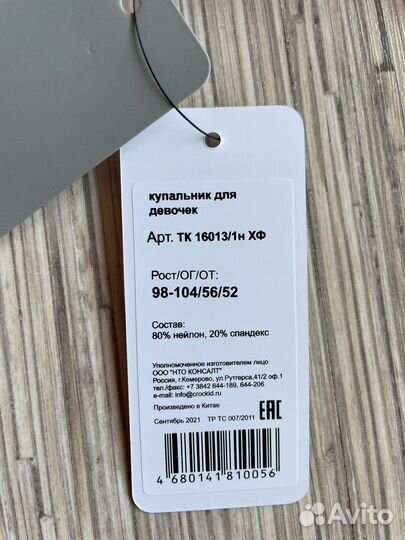 купальник для
девочек
Арт. ТК 16013/1н ХФ
Рост/ОГ/ОТ:
98-104/56/52
Состав:
80% нейлон, 20% спандекс
Уполномоченное изготовителем лицо
ООО "НТО КОНСАЛТ"
Россия, г.Кемерово, ул.Рутгерса,41/2 оф.1
тел./факс: +7 3842 644-189, 644-206
e-mail: info@crockid.ru
Произведено в Китае
Сентябрь 2021 ТР ТС 007/2011
EAC
4 680141 810056
Avito